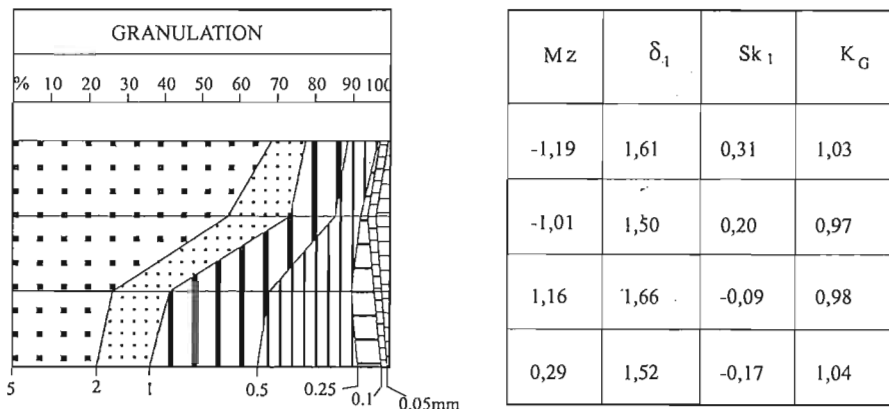 GRANULATION
% 10 20 30 40 50 60 70 80 90 100
5 2 1 0.5 0.25 0.1 0.05mm
Mz δ1 Sk1 KG
-1,19 1,61 0,31 1,03
-1,01 1,50 0,20 0,97
1,16 1,66 -0,09 0,98
0,29 1,52 -0,17 1,04